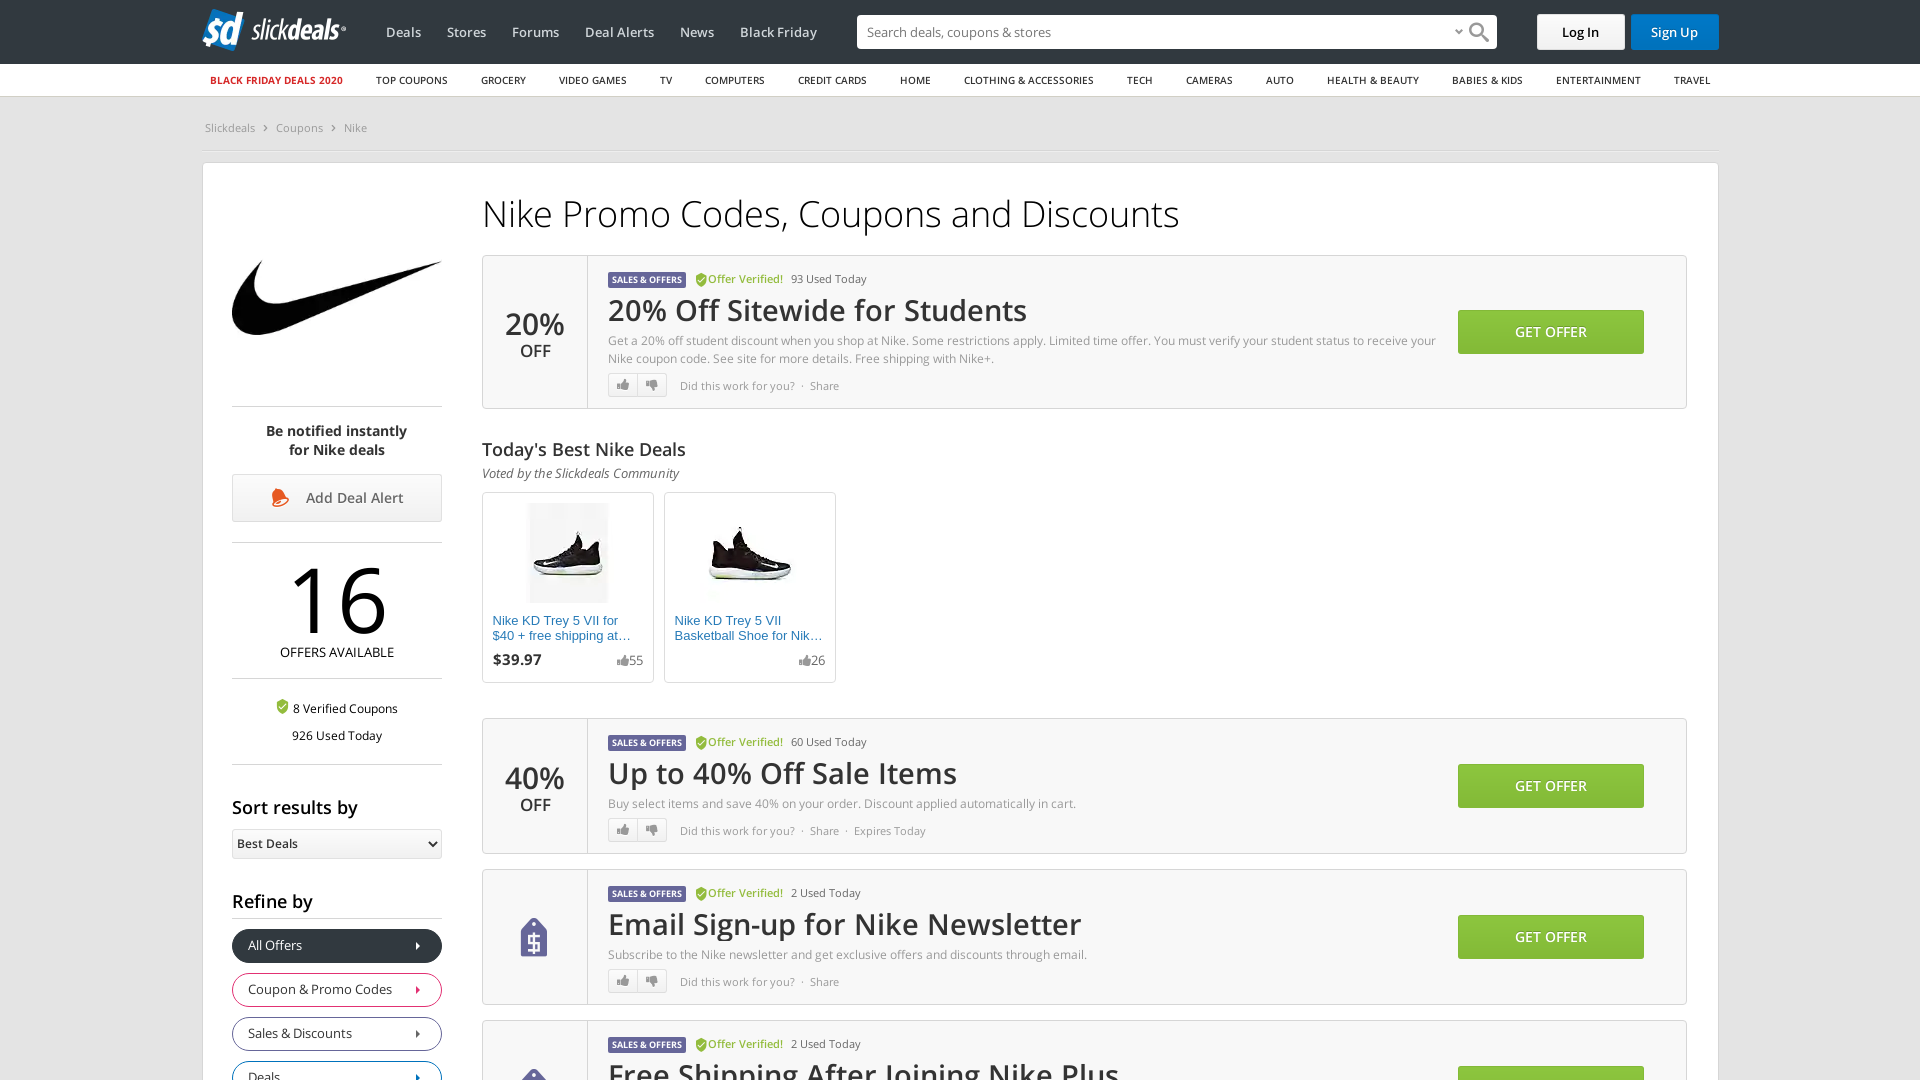 slickdeals
Deals
Stores
Forums
Deal Alerts
News
Black Friday
Search deals, coupons & stores
Log In
Sign Up
BLACK FRIDAY DEALS 2020
TOP COUPONS
GROCERY
VIDEO GAMES
TV
COMPUTERS
CREDIT CARDS
HOME
CLOTHING & ACCESSORIES
TECH
CAMERAS
AUTO
HEALTH & BEAUTY
BABIES & KIDS
ENTERTAINMENT
TRAVEL
Slickdeals > Coupons > Nike
Be notified instantly
for Nike deals
Add Deal Alert
16
OFFERS AVAILABLE
8 Verified Coupons
926 Used Today
Sort results by
Best Deals
Refine by
All Offers
Coupon & Promo Codes
Sales & Discounts
Deals
Nike Promo Codes, Coupons and Discounts
20%
OFF
SALES & OFFERS Offer Verified! 93 Used Today
20% Off Sitewide for Students
Get a 20% off student discount when you shop at Nike. Some restrictions apply. Limited time offer. You must verify your student status to receive your
Nike coupon code. See site for more details. Free shipping with Nike+.
Did this work for you? · Share
GET OFFER
Today's Best Nike Deals
Voted by the Slickdeals Community
Nike KD Trey 5 VII for
$40 + free shipping at…
$39.97 55
Nike KD Trey 5 VII
Basketball Shoe for Nik…
26
40%
OFF
SALES & OFFERS Offer Verified! 60 Used Today
Up to 40% Off Sale Items
Buy select items and save 40% on your order. Discount applied automatically in cart.
Did this work for you? · Share · Expires Today
GET OFFER
SALES & OFFERS Offer Verified! 2 Used Today
Email Sign-up for Nike Newsletter
Subscribe to the Nike newsletter and get exclusive offers and discounts through email.
Did this work for you? · Share
GET OFFER
SALES & OFFERS Offer Verified! 2 Used Today
Free Shipping After Joining Nike Plus